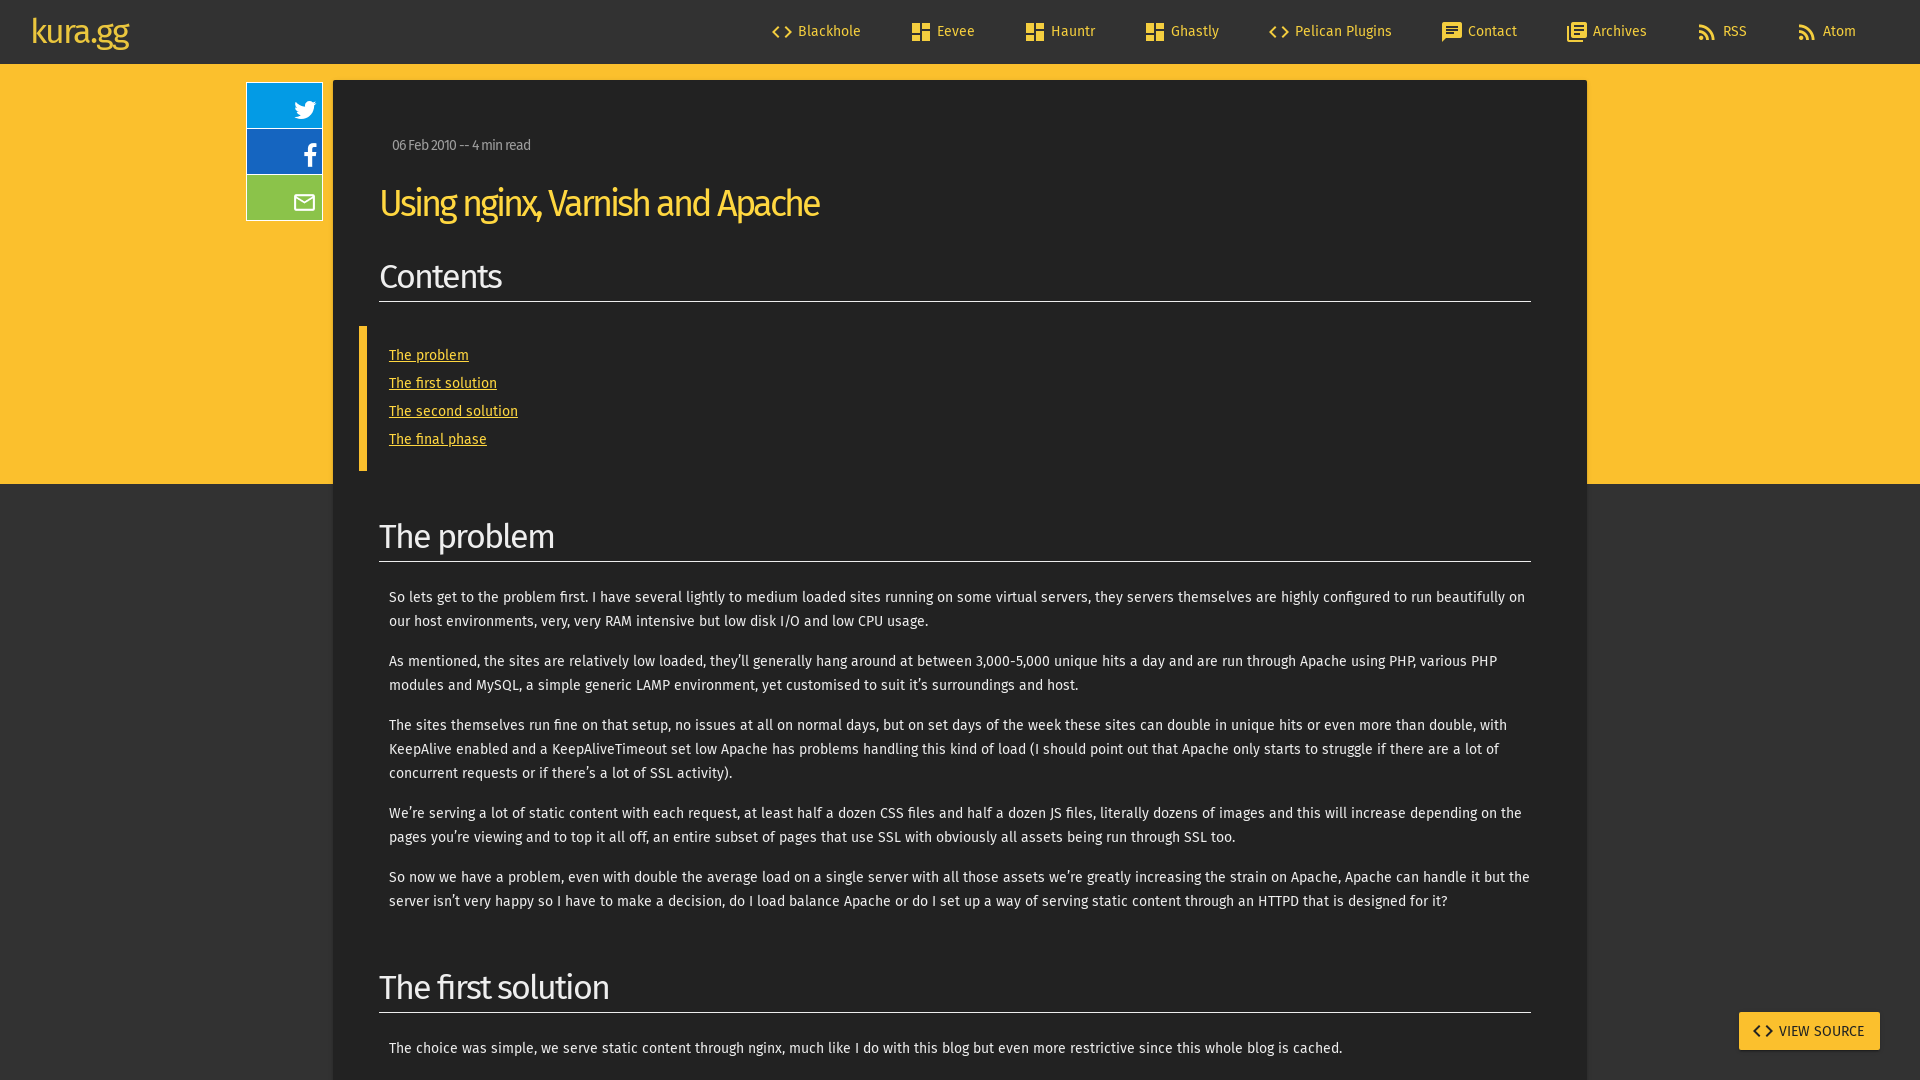 kura.gg
Blackhole
Eevee
Hauntr
Ghastly
Pelican Plugins
Contact
Archives
RSS
Atom
06 Feb 2010 -- 4 min read
Using nginx, Varnish and Apache
Contents
The problem
The first solution
The second solution
The final phase
The problem
So lets get to the problem first. I have several lightly to medium loaded sites running on some virtual servers, they servers themselves are highly configured to run beautifully on
our host environments, very, very RAM intensive but low disk I/O and low CPU usage.
As mentioned, the sites are relatively low loaded, they’ll generally hang around at between 3,000-5,000 unique hits a day and are run through Apache using PHP, various PHP
modules and MySQL, a simple generic LAMP environment, yet customised to suit it’s surroundings and host.
The sites themselves run fine on that setup, no issues at all on normal days, but on set days of the week these sites can double in unique hits or even more than double, with
KeepAlive enabled and a KeepAliveTimeout set low Apache has problems handling this kind of load (I should point out that Apache only starts to struggle if there are a lot of
concurrent requests or if there’s a lot of SSL activity).
We’re serving a lot of static content with each request, at least half a dozen CSS files and half a dozen JS files, literally dozens of images and this will increase depending on the
pages you’re viewing and to top it all off, an entire subset of pages that use SSL with obviously all assets being run through SSL too.
So now we have a problem, even with double the average load on a single server with all those assets we’re greatly increasing the strain on Apache, Apache can handle it but the
server isn’t very happy so I have to make a decision, do I load balance Apache or do I set up a way of serving static content through an HTTPD that is designed for it?
The first solution
The choice was simple, we serve static content through nginx, much like I do with this blog but even more restrictive since this whole blog is cached.
VIEW SOURCE